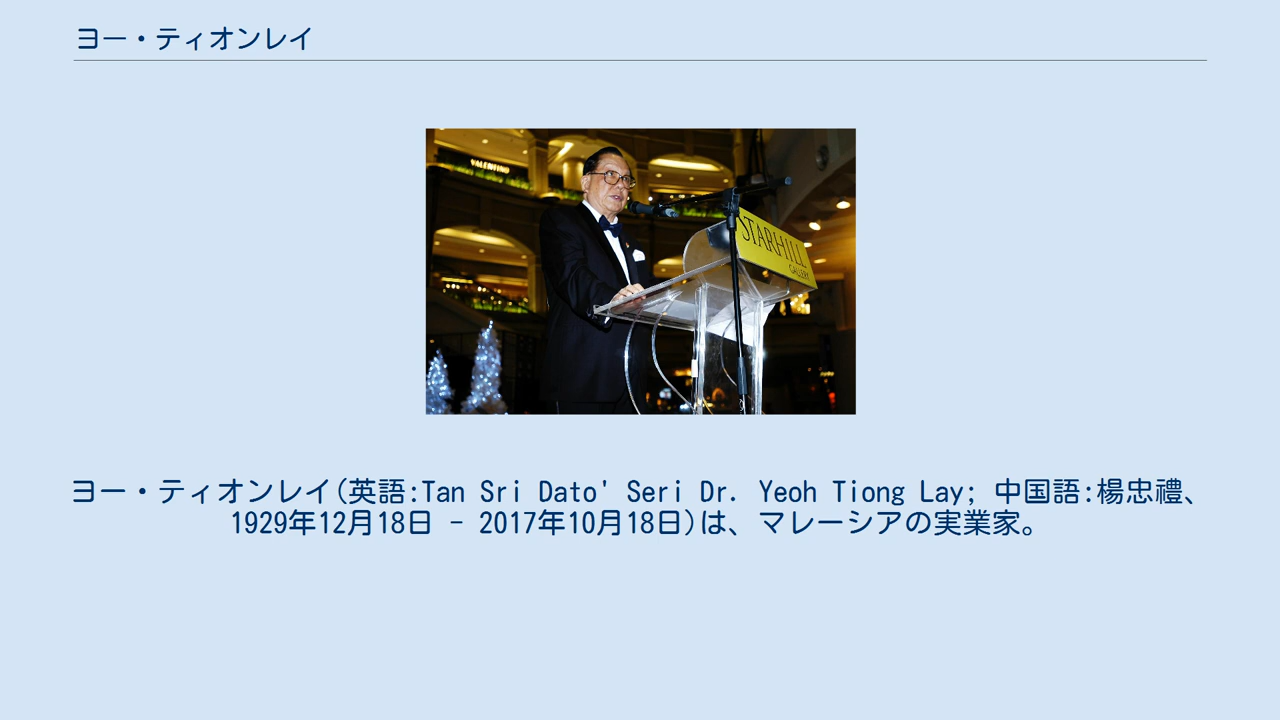 ヨー・ティオンレイ
VALENTINO
STARHILL
GALLERY
ヨー・ティオンレイ(英語:Tan Sri Dato' Seri Dr. Yeoh Tiong Lay; 中国語:楊忠禮、
1929年12月18日 - 2017年10月18日)は、マレーシアの実業家。